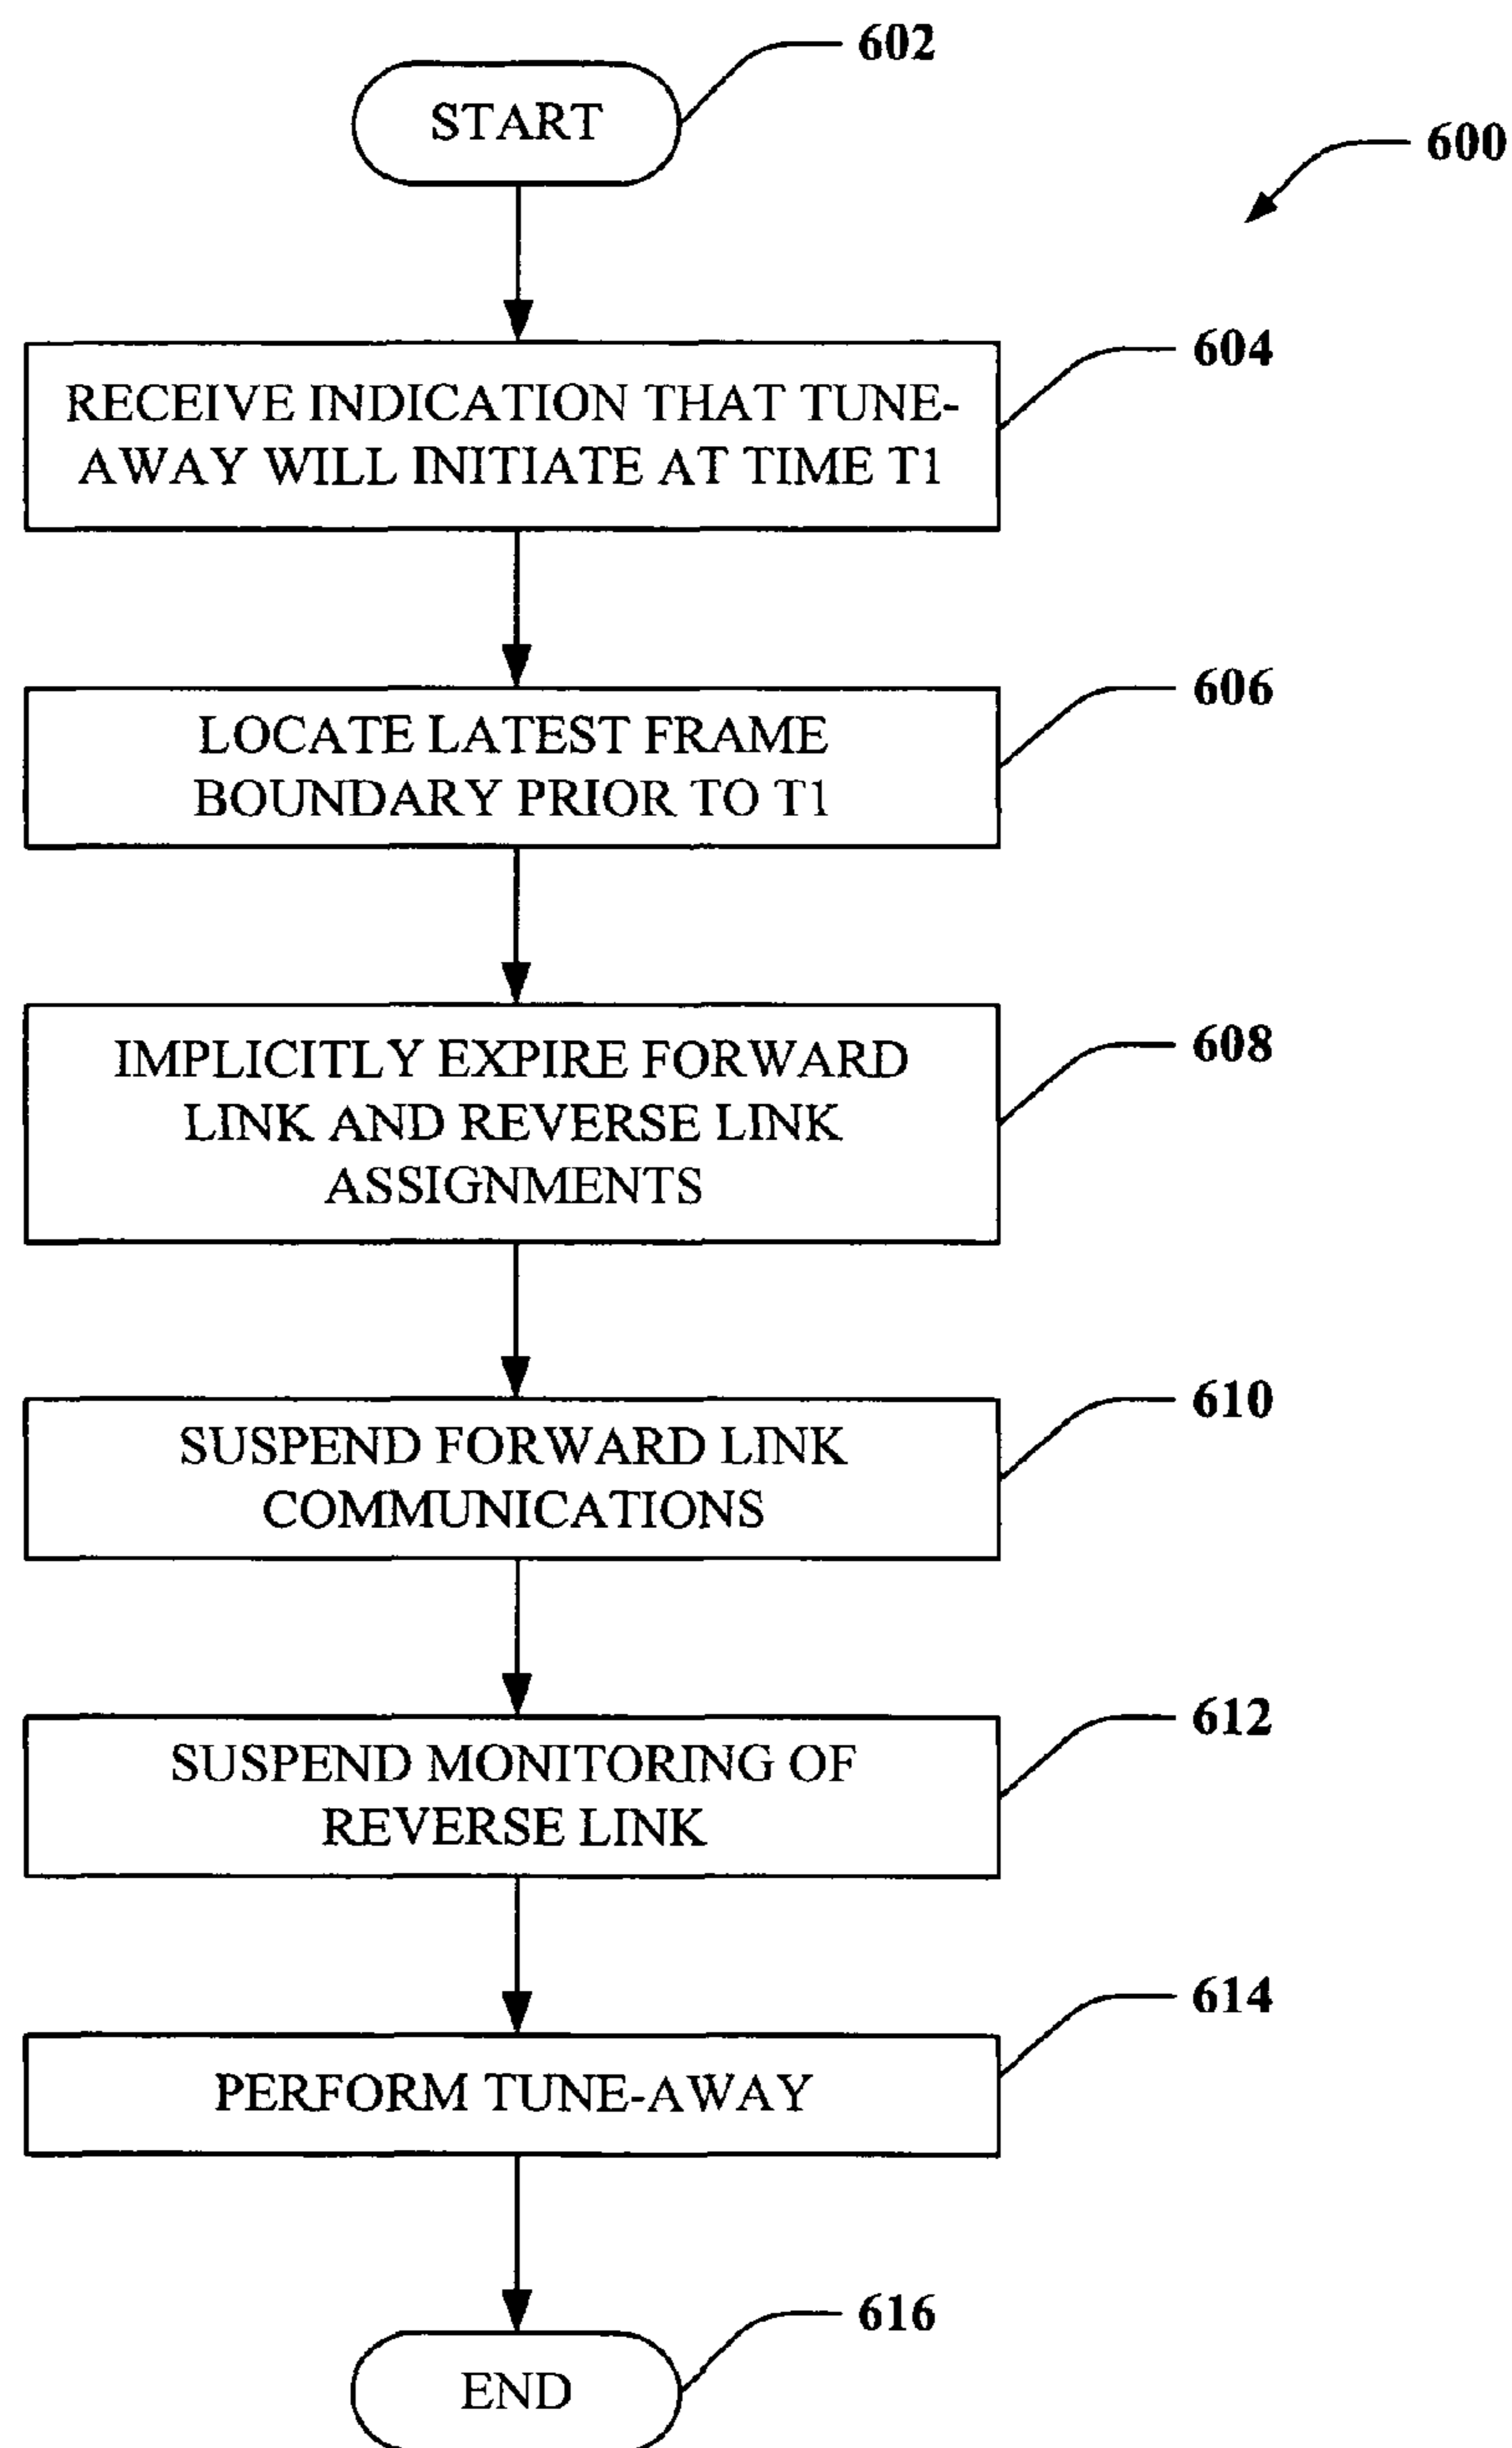 602
START
600
604
RECEIVE INDICATION THAT TUNE-
AWAY WILL INITIATE AT TIME T1
606
LOCATE LATEST FRAME
BOUNDARY PRIOR TO T1
608
IMPLICITLY EXPIRE FORWARD
LINK AND REVERSE LINK
ASSIGNMENTS
610
SUSPEND FORWARD LINK
COMMUNICATIONS
612
SUSPEND MONITORING OF
REVERSE LINK
614
PERFORM TUNE-AWAY
616
END